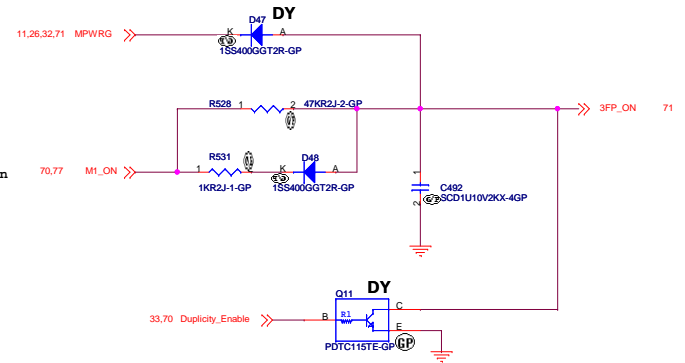 DY
D47
11,26,32,71 MPWRG
K A
1SS400GGT2R-GP
R528 1 2 47KR2J-2-GP
3FP_ON 71
R531
n 70,77 M1_ON
1 K D48 A
1KR2J-1-GP 1SS400GGT2R-GP
1
C492
2 SCD1U10V2KX-4GP
DY
Q11
C
R1
33,70 Duplicity_Enable B
E
PDTC115TE-GP GP